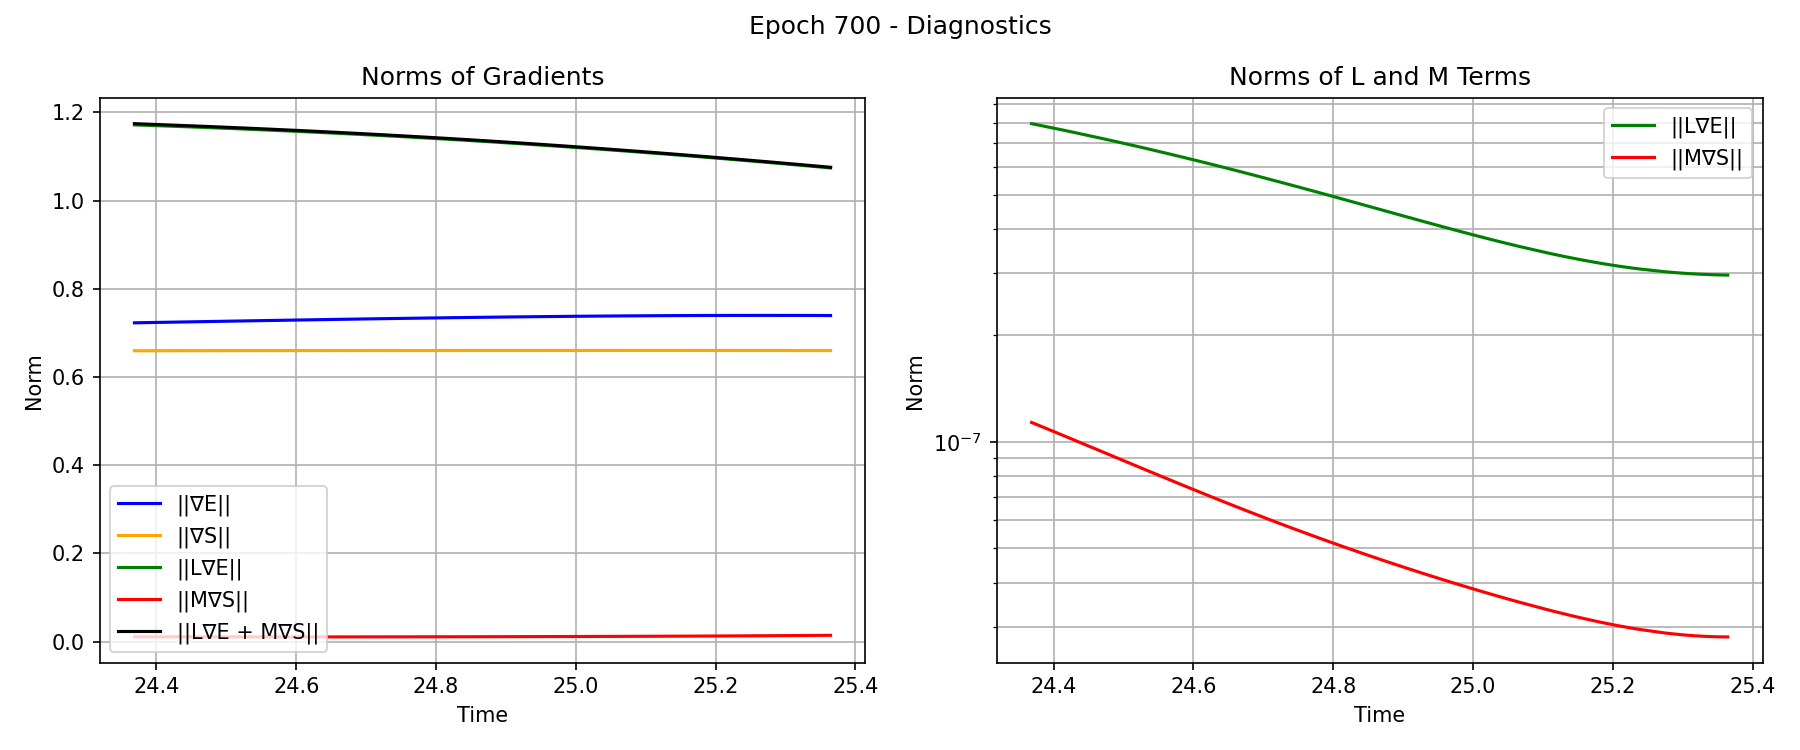 Epoch 700 - Diagnostics
Norms of Gradients
Norm
1.2
1.0
0.8
0.6
0.4
0.2
0.0
||∇E||
||∇S||
||L∇E||
||M∇S||
||L∇E + M∇S||
24.4 24.6 24.8 25.0 25.2 25.4
Time
Norms of L and M Terms
Norm
10⁻⁷
||L∇E||
||M∇S||
24.4 24.6 24.8 25.0 25.2 25.4
Time